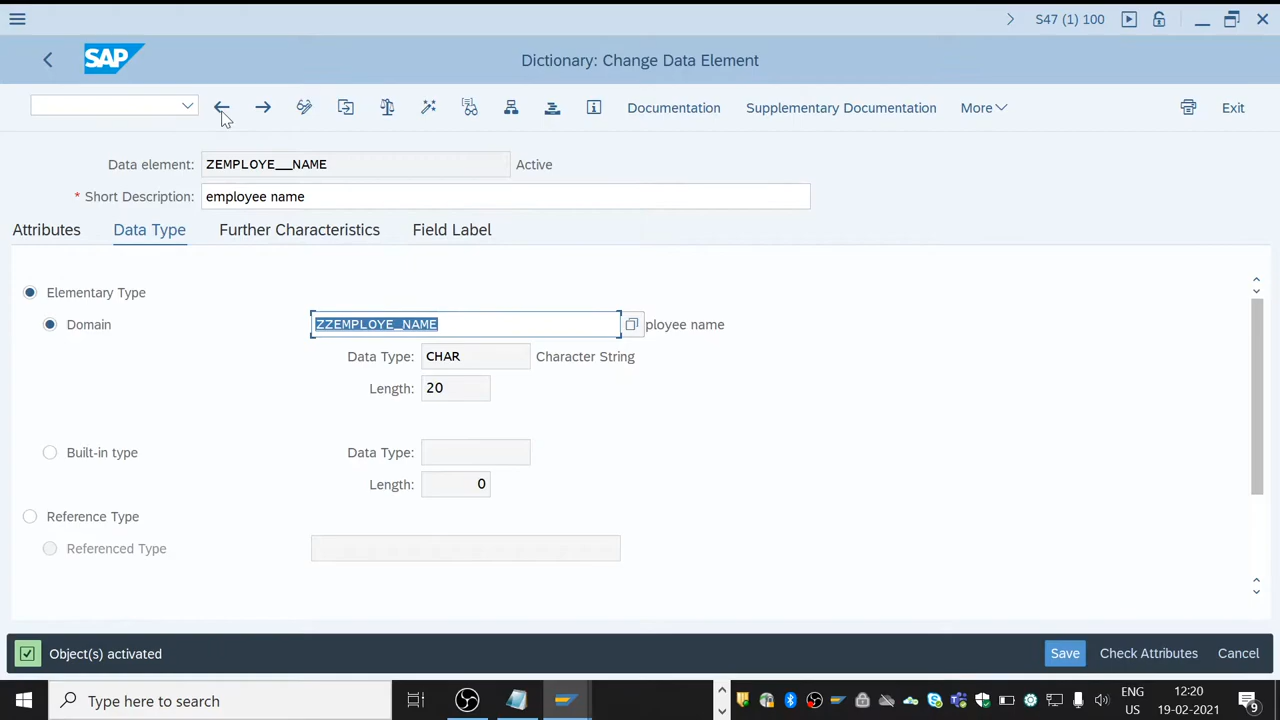 S47 (1) 100
SAP
Dictionary: Change Data Element
Documentation
Supplementary Documentation
More
Exit
Data element: ZEMPLOYE__NAME Active
* Short Description: employee name
Attributes
Data Type
Further Characteristics
Field Label
Elementary Type
Domain ZZEMPLOYE_NAME ployee name
Data Type: CHAR Character String
Length: 20
Built-in type Data Type:
Length: 0
Reference Type
Referenced Type
Object(s) activated
Save
Check Attributes
Cancel
Type here to search
ENG
US
12:20
19-02-2021
9